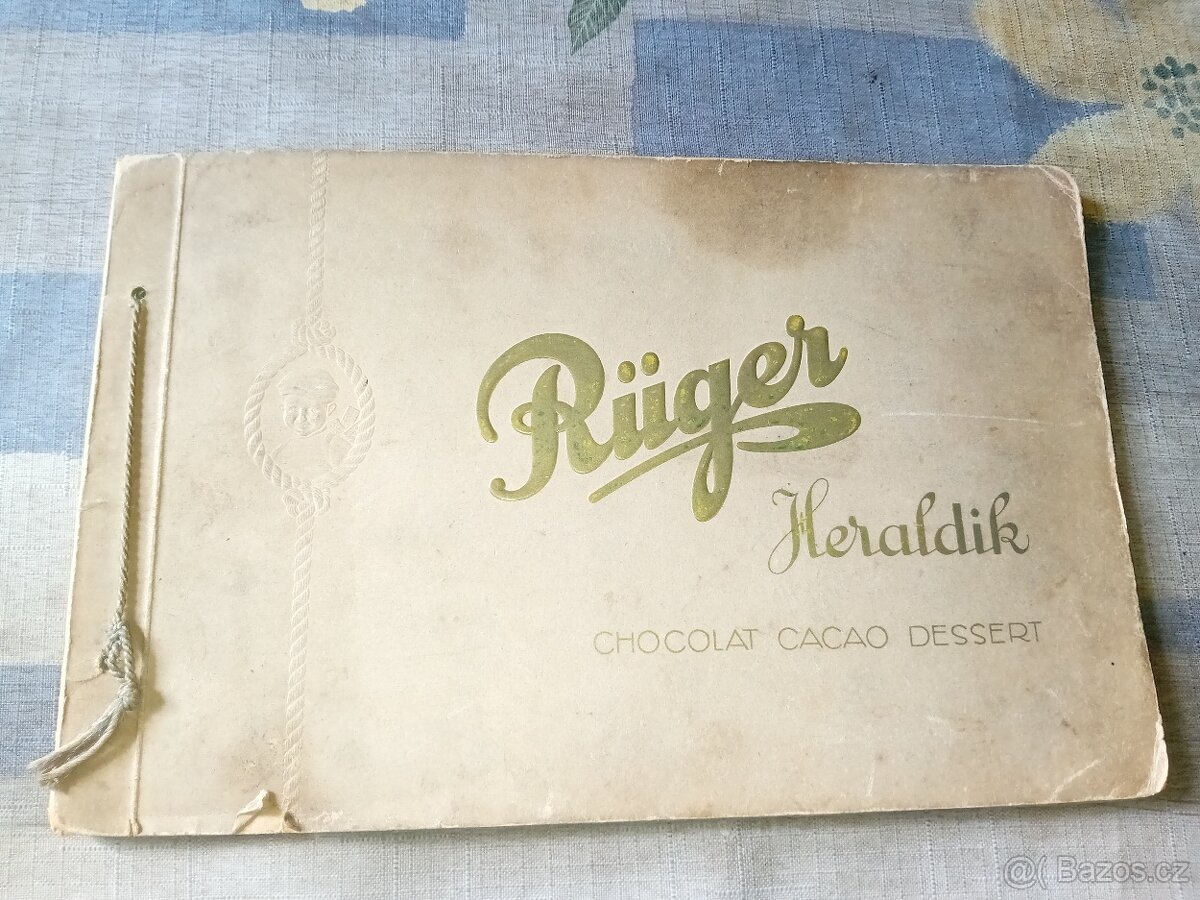 Rüger
Heraldik
CHOCOLAT CACAO DESSERT
@( Bazos.cz